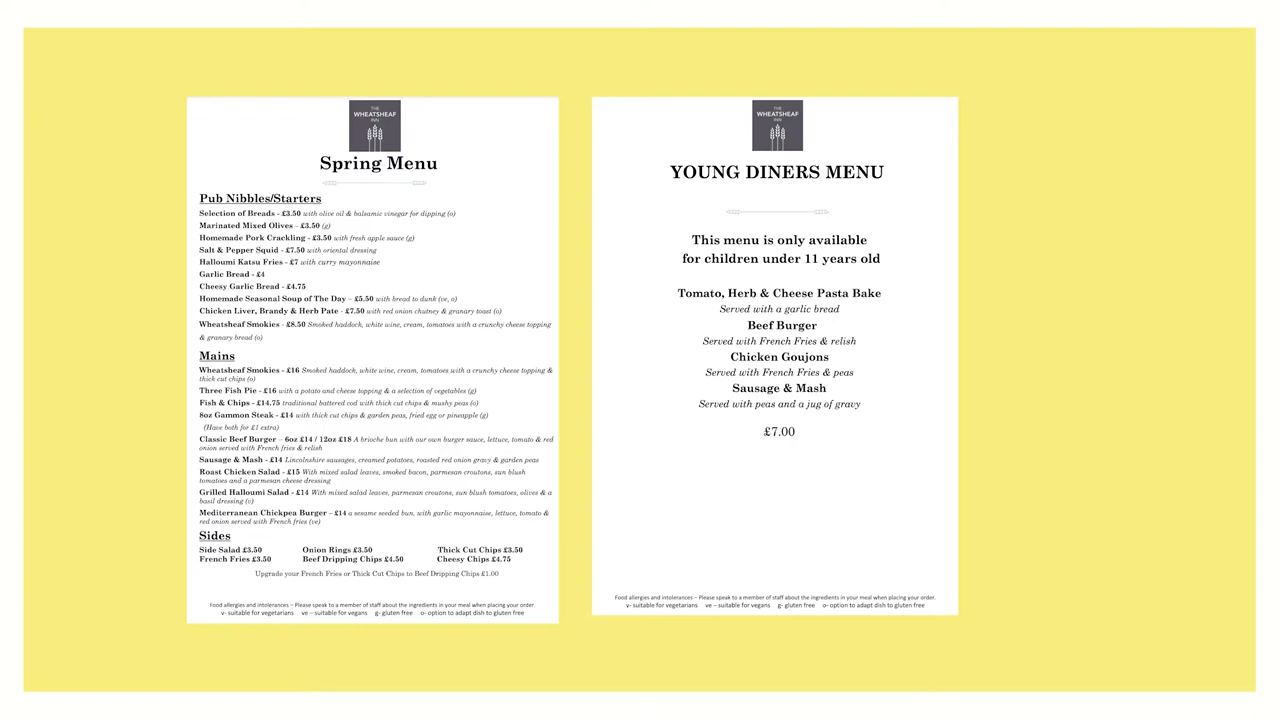 THE
WHEATSHEAF
INN
Spring Menu
Pub Nibbles/Starters
Selection of Breads - £3.50 with olive oil & balsamic vinegar for dipping (o)
Marinated Mixed Olives – £3.50 (g)
Homemade Pork Crackling - £3.50 with fresh apple sauce (g)
Salt & Pepper Squid - £7.50 with oriental dressing
Halloumi Katsu Fries - £7 with curry mayonnaise
Garlic Bread - £4
Cheesy Garlic Bread - £4.75
Homemade Seasonal Soup of The Day – £5.50 with bread to dunk (ve, o)
Chicken Liver, Brandy & Herb Pate - £7.50 with red onion chutney & granary toast (o)
Wheatsheaf Smokies - £8.50 Smoked haddock, white wine, cream, tomatoes with a crunchy cheese topping
& granary bread (o)
Mains
Wheatsheaf Smokies - £16 Smoked haddock, white wine, cream, tomatoes with a crunchy cheese topping &
thick cut chips (o)
Three Fish Pie - £16 with a potato and cheese topping & a selection of vegetables (g)
Fish & Chips - £14.75 traditional battered cod with thick cut chips & mushy peas (o)
8oz Gammon Steak - £14 with thick cut chips & garden peas, fried egg or pineapple (g)
(Have both for £1 extra)
Classic Beef Burger – 6oz £14 / 12oz £18 A brioche bun with our own burger sauce, lettuce, tomato & red
onion served with French fries & relish
Sausage & Mash - £14 Lincolnshire sausages, creamed potatoes, roasted red onion gravy & garden peas
Roast Chicken Salad - £15 With mixed salad leaves, smoked bacon, parmesan croutons, sun blush
tomatoes and a parmesan cheese dressing
Grilled Halloumi Salad - £14 With mixed salad leaves, parmesan croutons, sun blush tomatoes, olives & a
basil dressing (v)
Mediterranean Chickpea Burger – £14 a sesame seeded bun, with garlic mayonnaise, lettuce, tomato &
red onion served with French fries (ve)
Sides
Side Salad £3.50 Onion Rings £3.50 Thick Cut Chips £3.50
French Fries £3.50 Beef Dripping Chips £4.50 Cheesy Chips £4.75
Upgrade your French Fries or Thick Cut Chips to Beef Dripping Chips £1.00
Food allergies and intolerances – Please speak to a member of staff about the ingredients in your meal when placing your order.
v- suitable for vegetarians ve – suitable for vegans g- gluten free o- option to adapt dish to gluten free
THE
WHEATSHEAF
INN
YOUNG DINERS MENU
This menu is only available
for children under 11 years old
Tomato, Herb & Cheese Pasta Bake
Served with a garlic bread
Beef Burger
Served with French Fries & relish
Chicken Goujons
Served with French Fries & peas
Sausage & Mash
Served with peas and a jug of gravy
£7.00
Food allergies and intolerances – Please speak to a member of staff about the ingredients in your meal when placing your order.
v- suitable for vegetarians ve – suitable for vegans g- gluten free o- option to adapt dish to gluten free